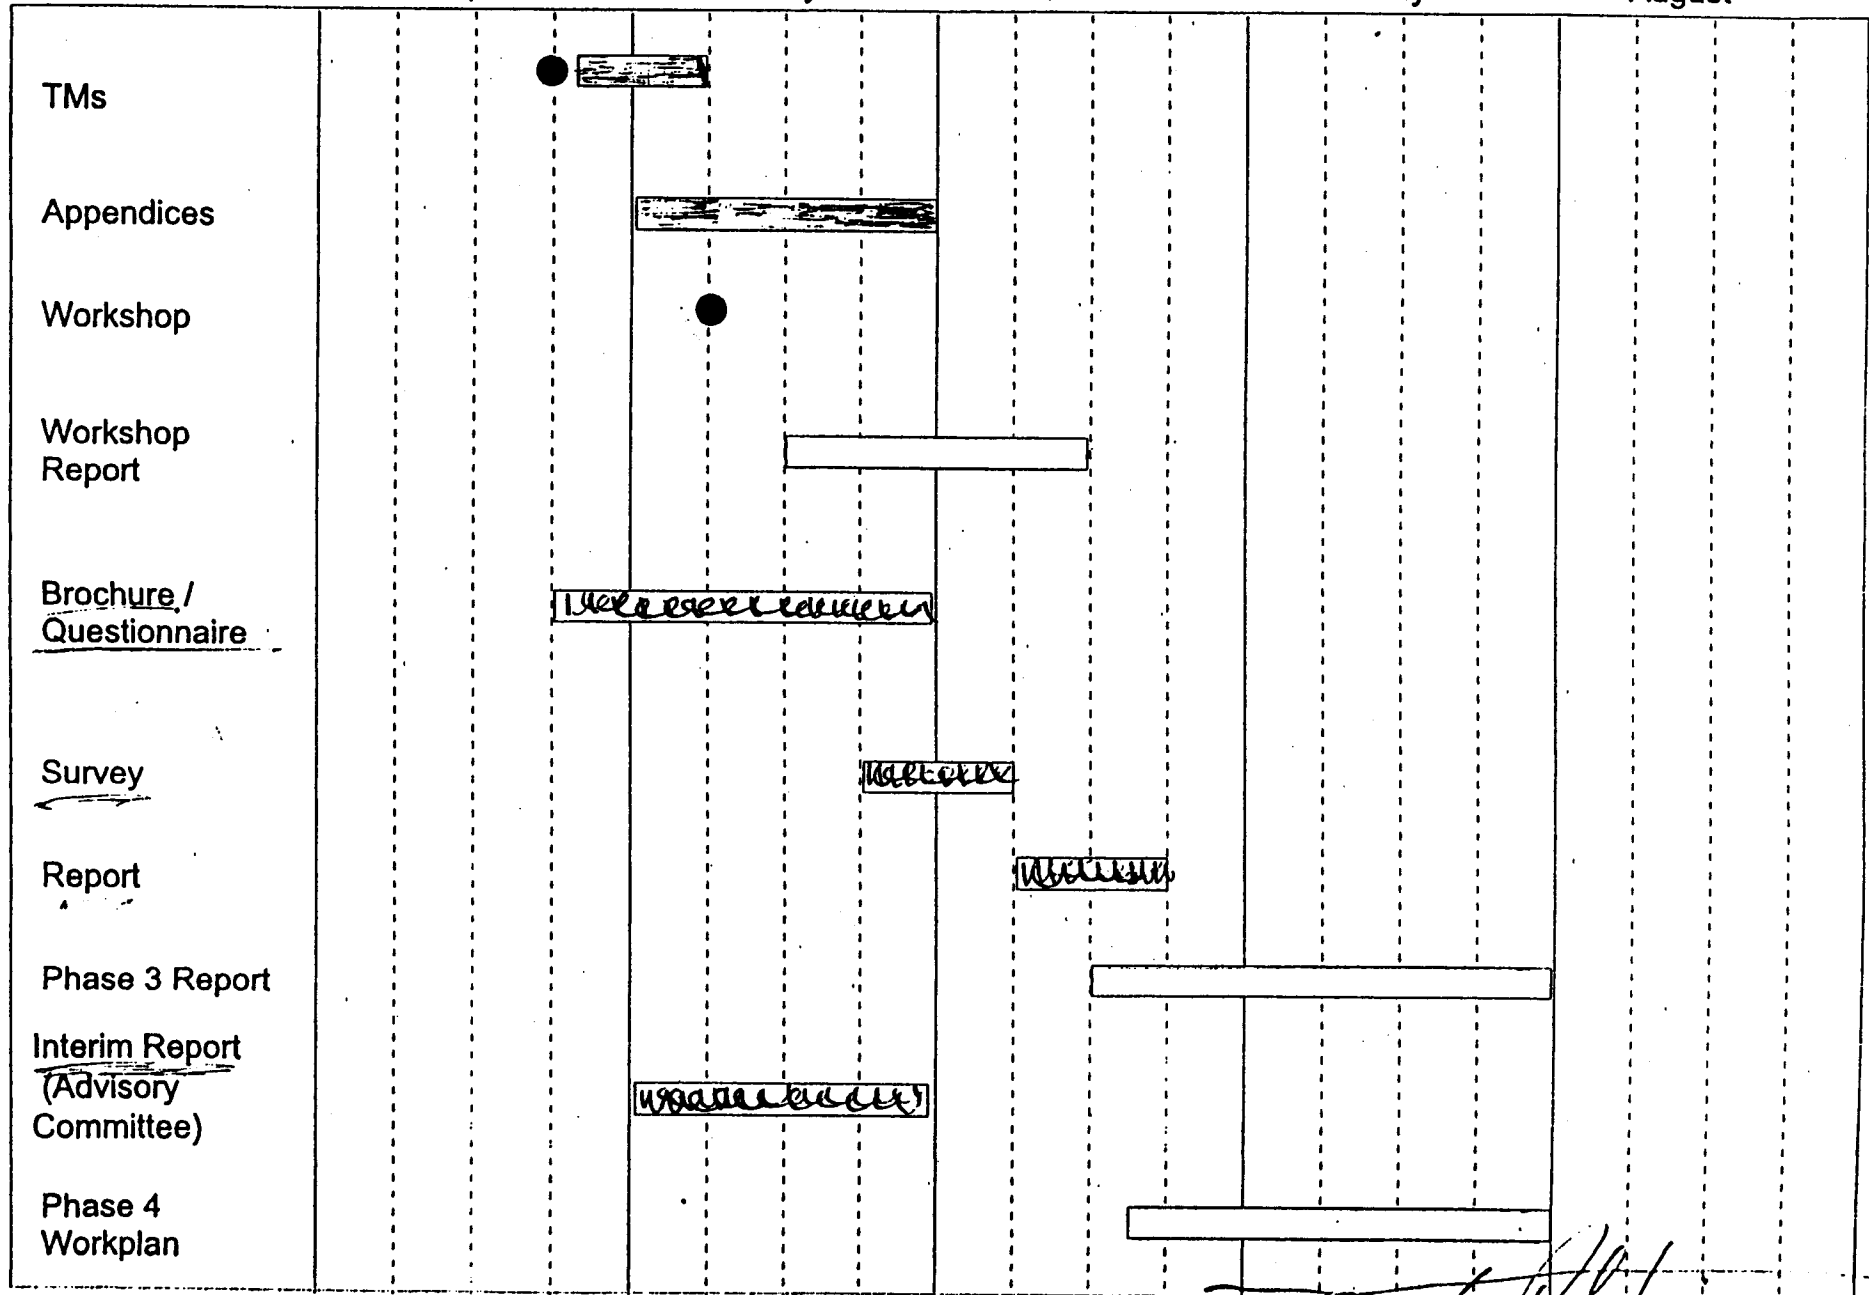 August
TMs
Appendices
Workshop
Workshop
Report
Brochure /
Questionnaire
Survey
Report
Phase 3 Report
Interim Report
(Advisory
Committee)
Phase 4
Workplan